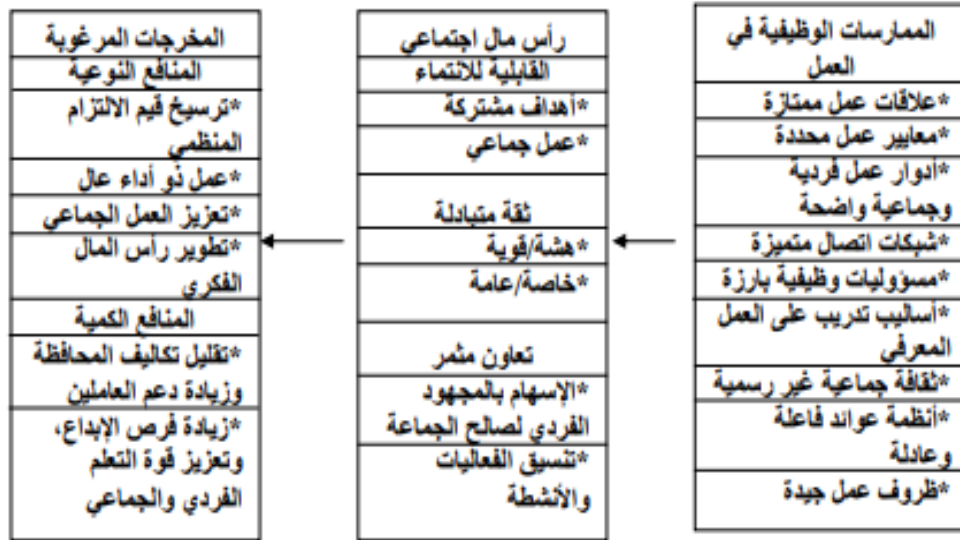 الممارسات الوظيفية في
العمل
*علاقات عمل ممتازة
*معايير عمل محددة
*أدوار عمل فردية
وجماعية واضحة
*شبكات اتصال متميزة
*مسؤوليات وظيفية بارزة
*أساليب تدريب على العمل
المعرفي
*ثقافة جماعية غير رسمية
*أنظمة عوائد فاعلة
وعادلة
*ظروف عمل جيدة
رأس مال اجتماعي
القابلية للانتماء
*أهداف مشتركة
*عمل جماعي
ثقة متبادلة
*هشة/قوية
*خاصة/عامة
تعاون مثمر
*الإسهام بالمجهود
الفردي لصالح الجماعة
*تنسيق الفعاليات
والأنشطة
المخرجات المرغوبة
المنافع النوعية
*ترسيخ قيم الالتزام
المنظمي
*عمل ذو أداء عال
*تعزيز العمل الجماعي
*تطوير رأس المال
الفكري
المنافع الكمية
*تقليل تكاليف المحافظة
وزيادة دعم العاملين
*زيادة فرص الإبداع،
وتعزيز قوة التعلم
الفردي والجماعي